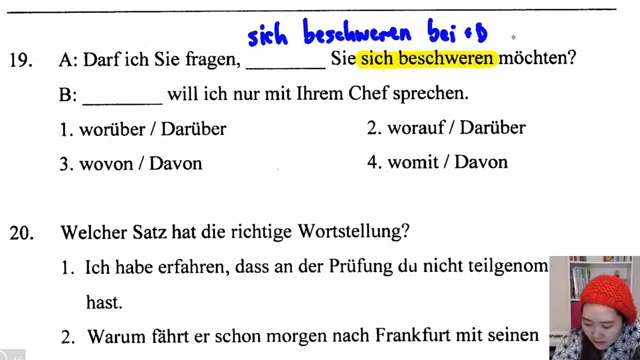 sich beschweren bei +D
19. A: Darf ich Sie fragen, ________ Sie sich beschweren möchten?
B: ________ will ich nur mit Ihrem Chef sprechen.
1. worüber / Darüber 2. worauf / Darüber
3. wovon / Davon 4. womit / Davon
20. Welcher Satz hat die richtige Wortstellung?
1. Ich habe erfahren, dass an der Prüfung du nicht teilgenom
hast.
2. Warum fährt er schon morgen nach Frankfurt mit seinen